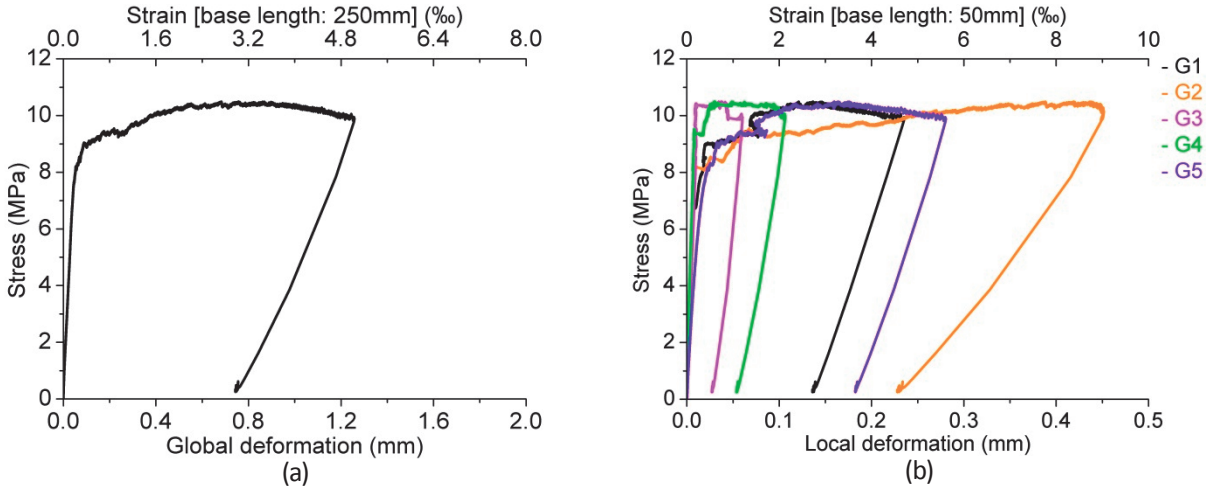 Strain [base length: 250mm] (‰)
0.0 1.6 3.2 4.8 6.4 8.0
12
10
8
6
4
2
0
Stress (MPa)
0.0 0.4 0.8 1.2 1.6 2.0
Global deformation (mm)
(a)
Strain [base length: 50mm] (‰)
0 2 4 6 8 10
12
10
8
6
4
2
0
Stress (MPa)
0.0 0.1 0.2 0.3 0.4 0.5
Local deformation (mm)
(b)
- G1
- G2
- G3
- G4
- G5